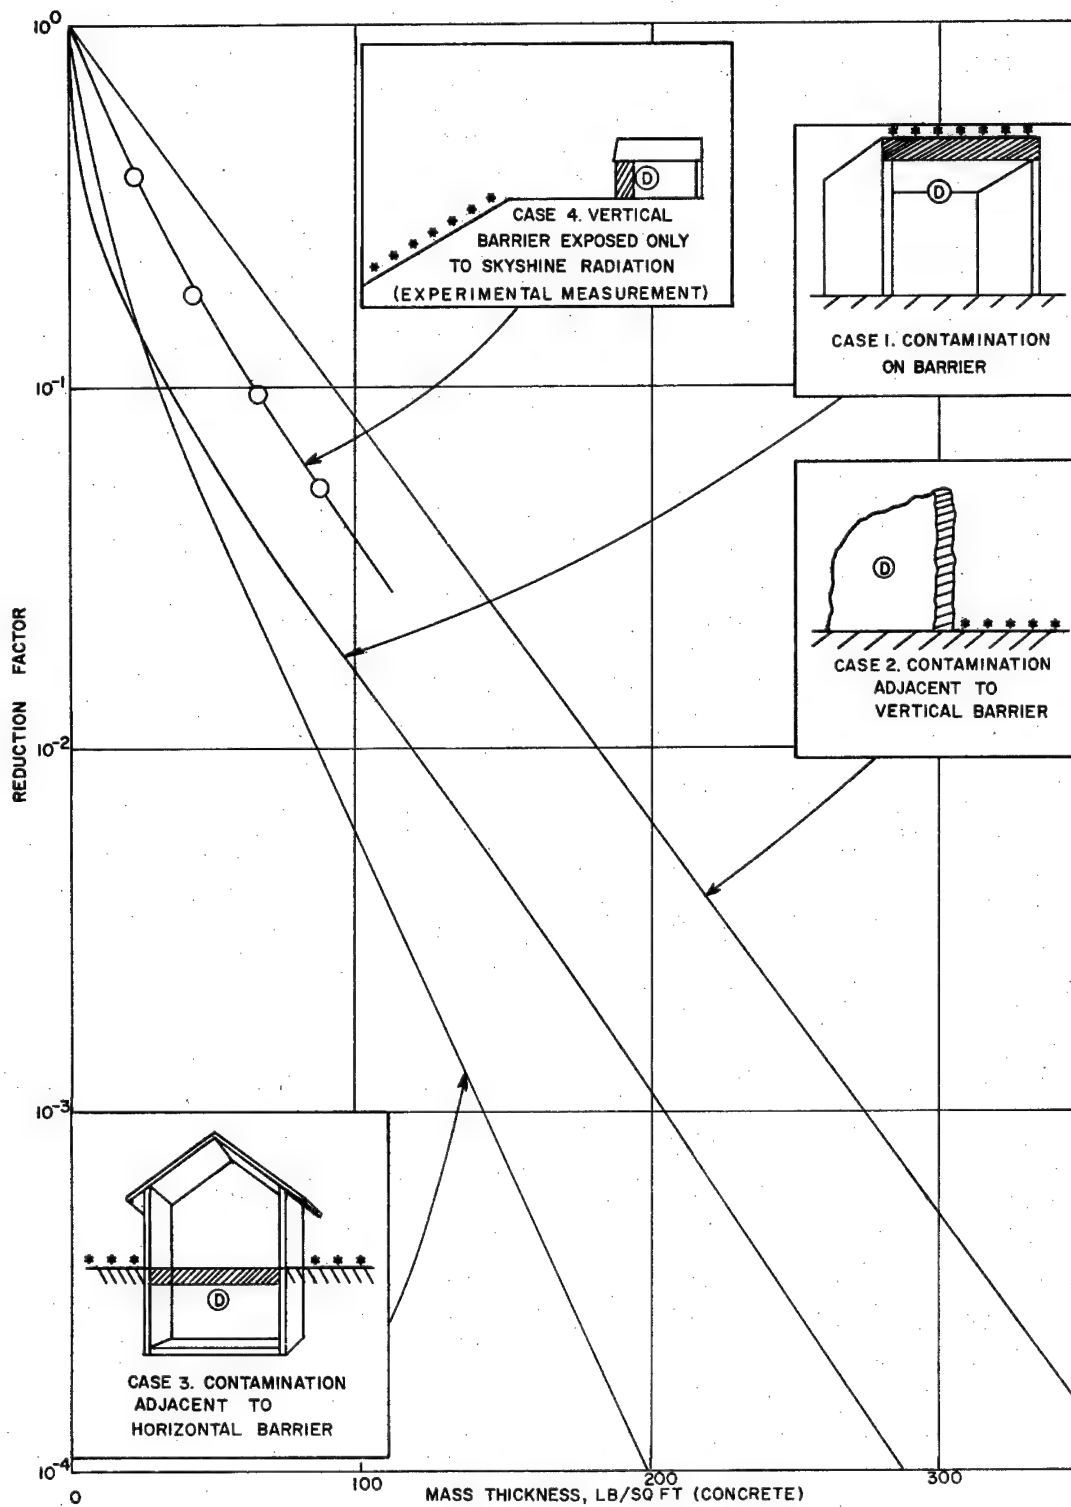 10⁰
10⁻¹
10⁻²
10⁻³
10⁻⁴
REDUCTION FACTOR
D
CASE 4. VERTICAL
BARRIER EXPOSED ONLY
TO SKYSHINE RADIATION
(EXPERIMENTAL MEASUREMENT)
D
CASE 1. CONTAMINATION
ON BARRIER
D
CASE 2. CONTAMINATION
ADJACENT TO
VERTICAL BARRIER
D
CASE 3. CONTAMINATION
ADJACENT TO
HORIZONTAL BARRIER
0 100 200 300
MASS THICKNESS, LB/SQ FT (CONCRETE)